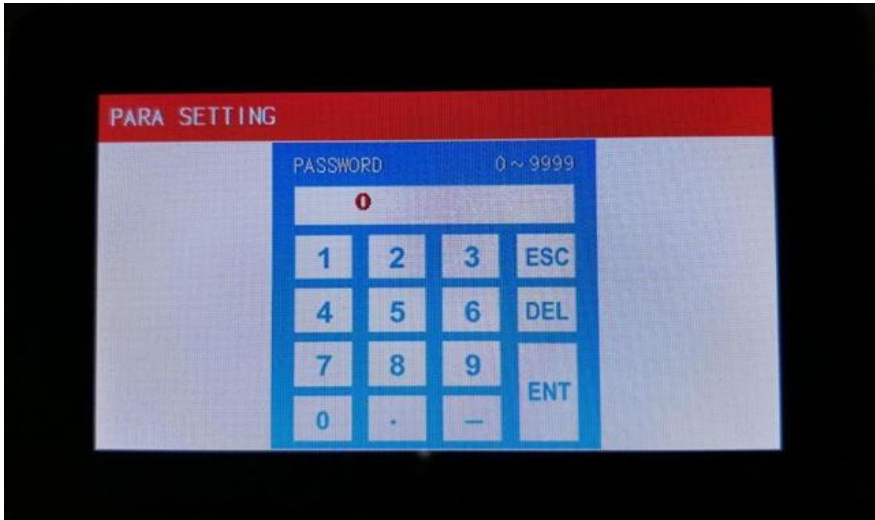 PARA SETTING
PASSWORD 0~9999
0
1 2 3 ESC
4 5 6 DEL
7 8 9
ENT
0 . —